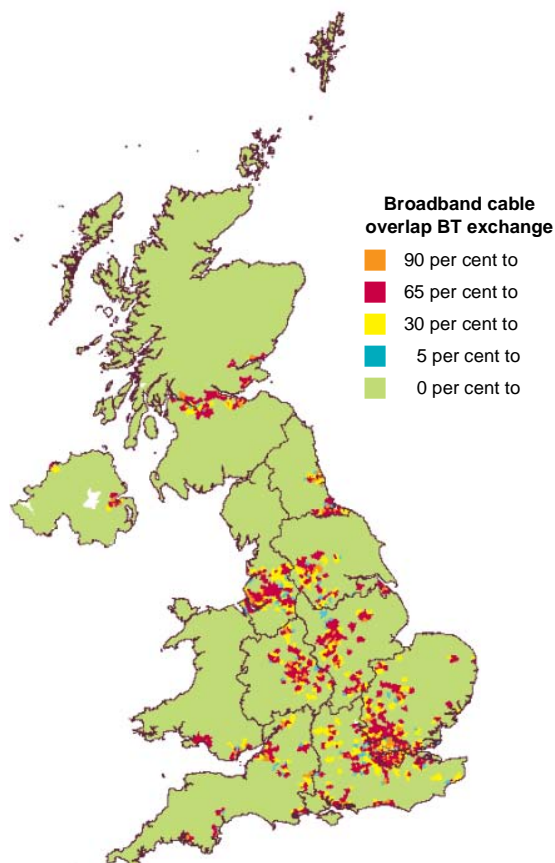 Broadband cable
overlap BT exchange
90 per cent to
65 per cent to
30 per cent to
5 per cent to
0 per cent to